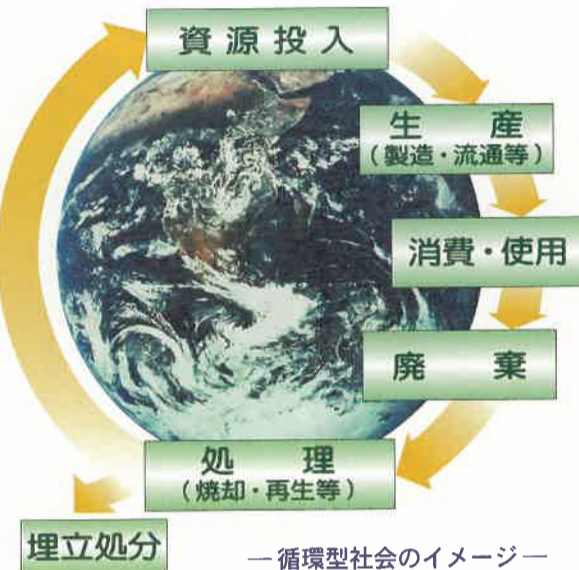 資源投入
生産
(製造・流通等)
消費・使用
廃棄
処理
(焼却・再生等)
埋立処分
―循環型社会のイメージ―